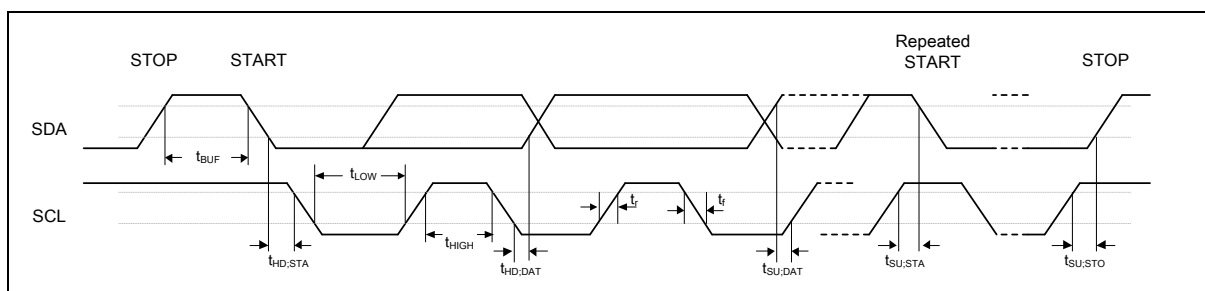 Repeated
STOP START START STOP
SDA
tBUF
tLOW
SCL
tr tf
tHIGH
tHD;STA tHD;DAT tSU;DAT tSU;STA tSU;STO